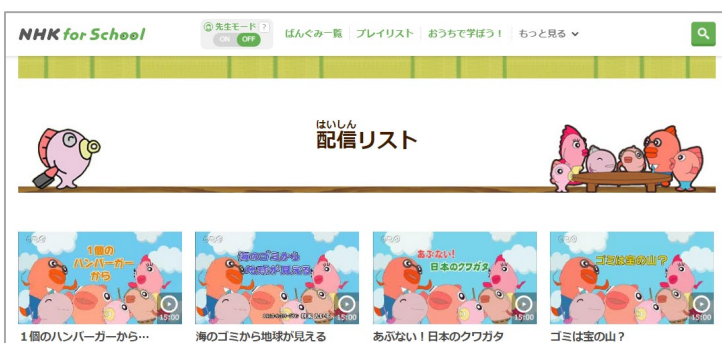 NHK for School
先生モード ?
ON OFF
ばんぐみ一覧
プレイリスト
おうちで学ぼう！
もっと見る
はいしん
配信リスト
1個の
ハンバーガー
から
15:00
海のゴミから
地球が見える
15:00
あぶない！
日本のクワガタ
15:00
ゴミは宝の山？
15:00
１個のハンバーガーから…
海のゴミから地球が見える
あぶない！日本のクワガタ
ゴミは宝の山？